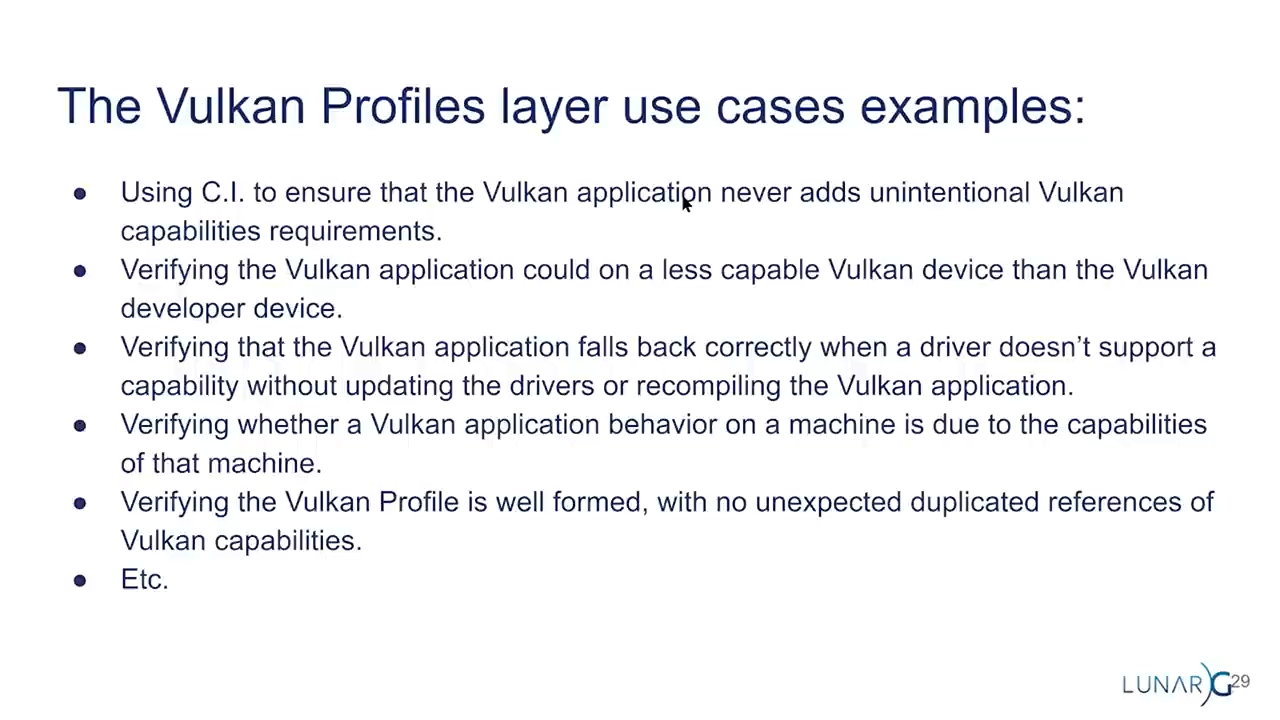 The Vulkan Profiles layer use cases examples:
● Using C.I. to ensure that the Vulkan application never adds unintentional Vulkan
capabilities requirements.
● Verifying the Vulkan application could on a less capable Vulkan device than the Vulkan
developer device.
● Verifying that the Vulkan application falls back correctly when a driver doesn’t support a
capability without updating the drivers or recompiling the Vulkan application.
● Verifying whether a Vulkan application behavior on a machine is due to the capabilities
of that machine.
● Verifying the Vulkan Profile is well formed, with no unexpected duplicated references of
Vulkan capabilities.
● Etc.
LUNARG 29